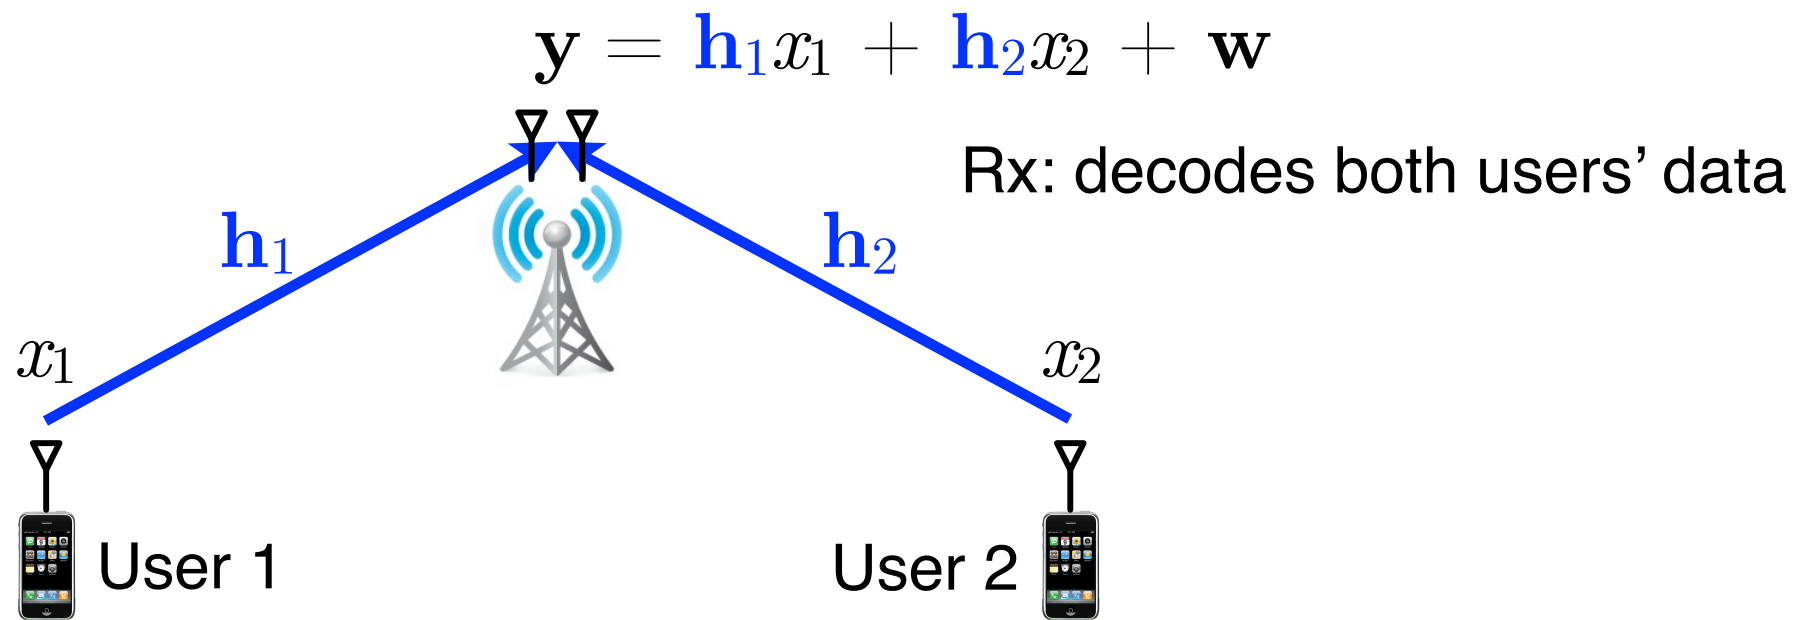 y = h₁x₁ + h₂x₂ + w
Rx: decodes both users’ data
h₁
h₂
x₁
x₂
User 1
User 2